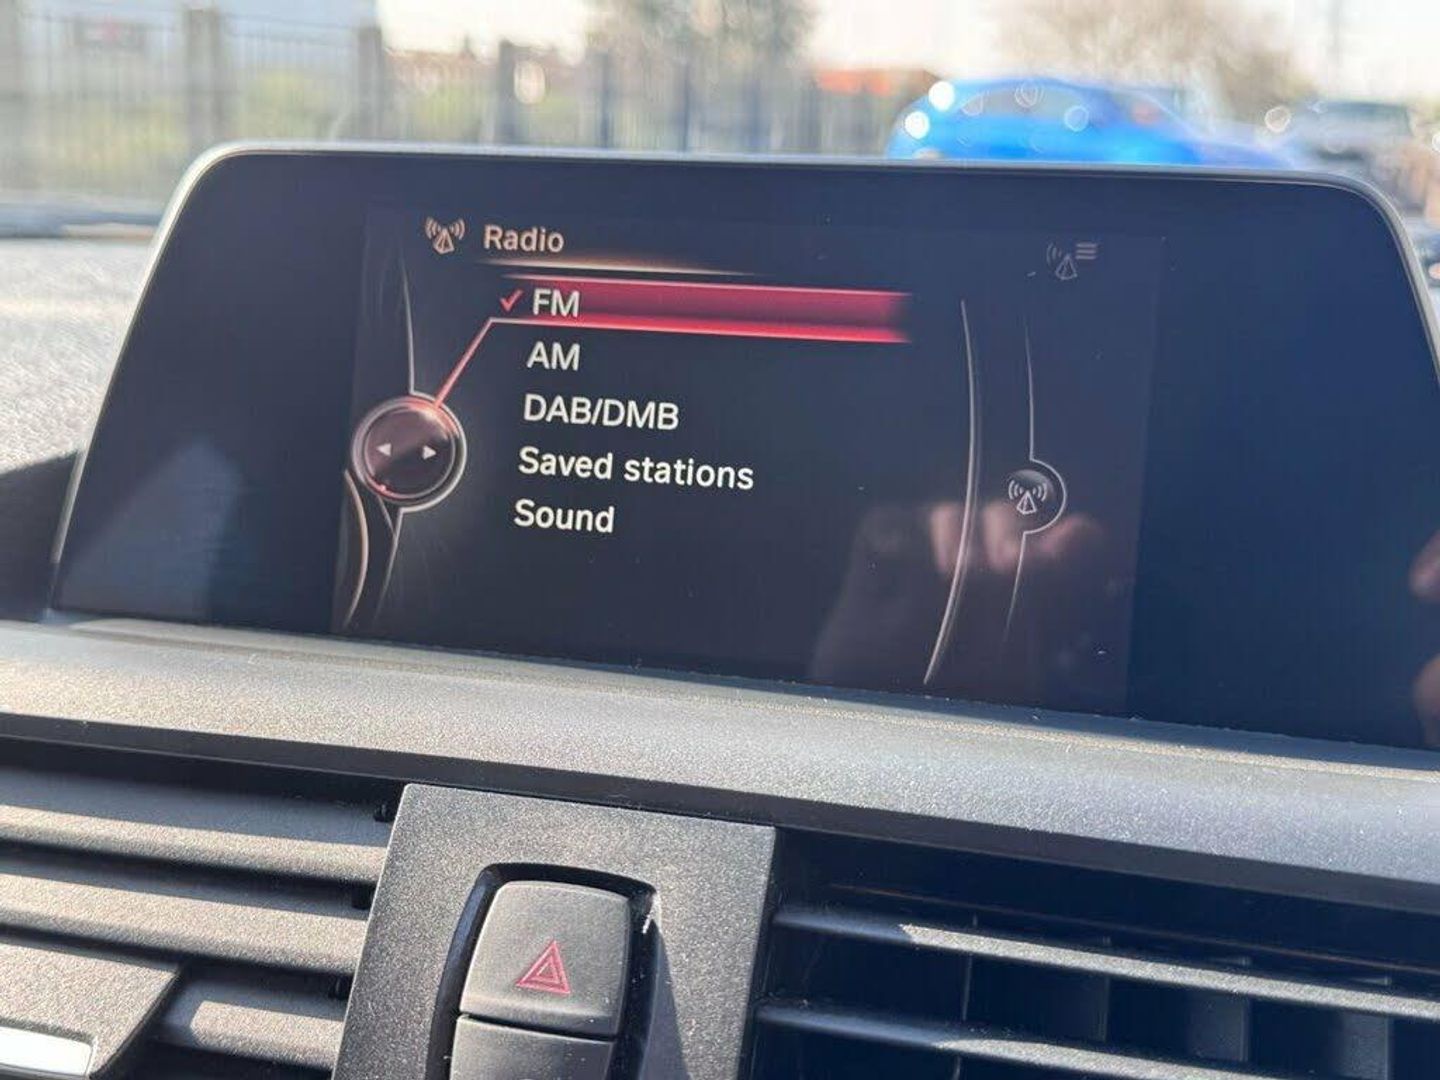 Radio
FM
AM
DAB/DMB
Saved stations
Sound